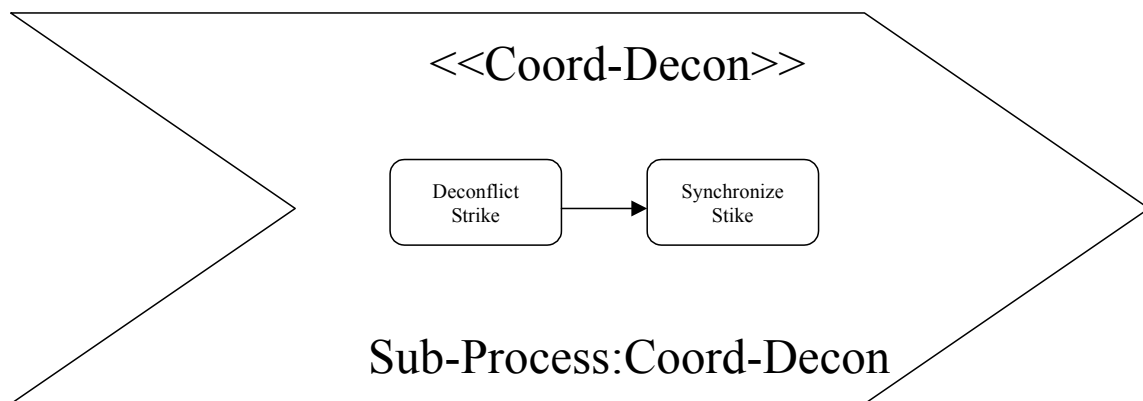 <<Coord-Decon>>
Deconflict
Strike
Synchronize
Stike
Sub-Process:Coord-Decon